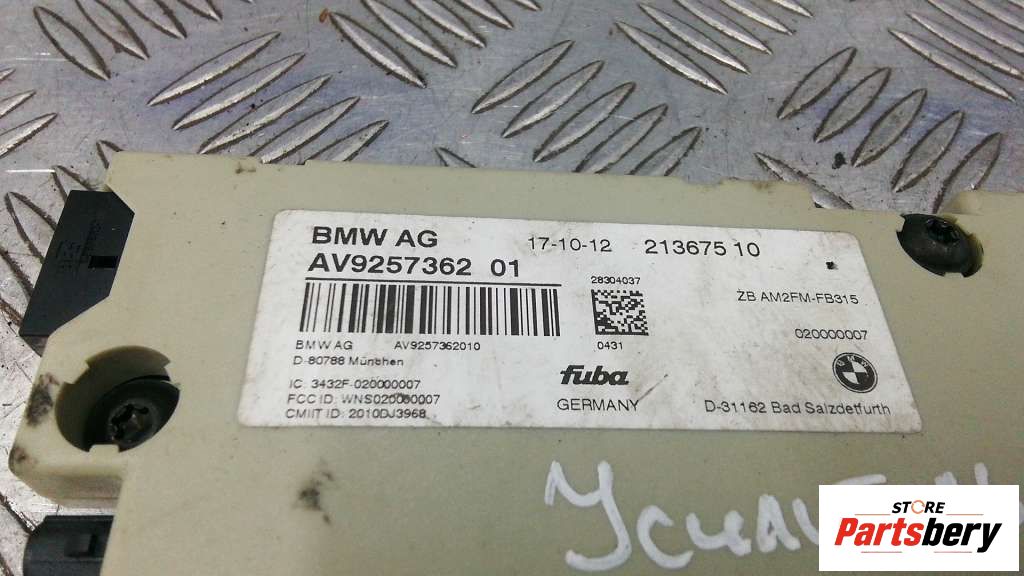 BMW AG 17-10-12 213675 10
AV9257362 01
28304037
ZB AM2FM-FB315
020000007
BMW AG AV9257362010
0431
D-80788 München
IC: 3432F-020000007
FCC ID: WNS020000007
CMIIT ID: 2010DJ3968
fuba
GERMANY
D-31162 Bad Salzdetfurth
BMW
STORE
Partsbery